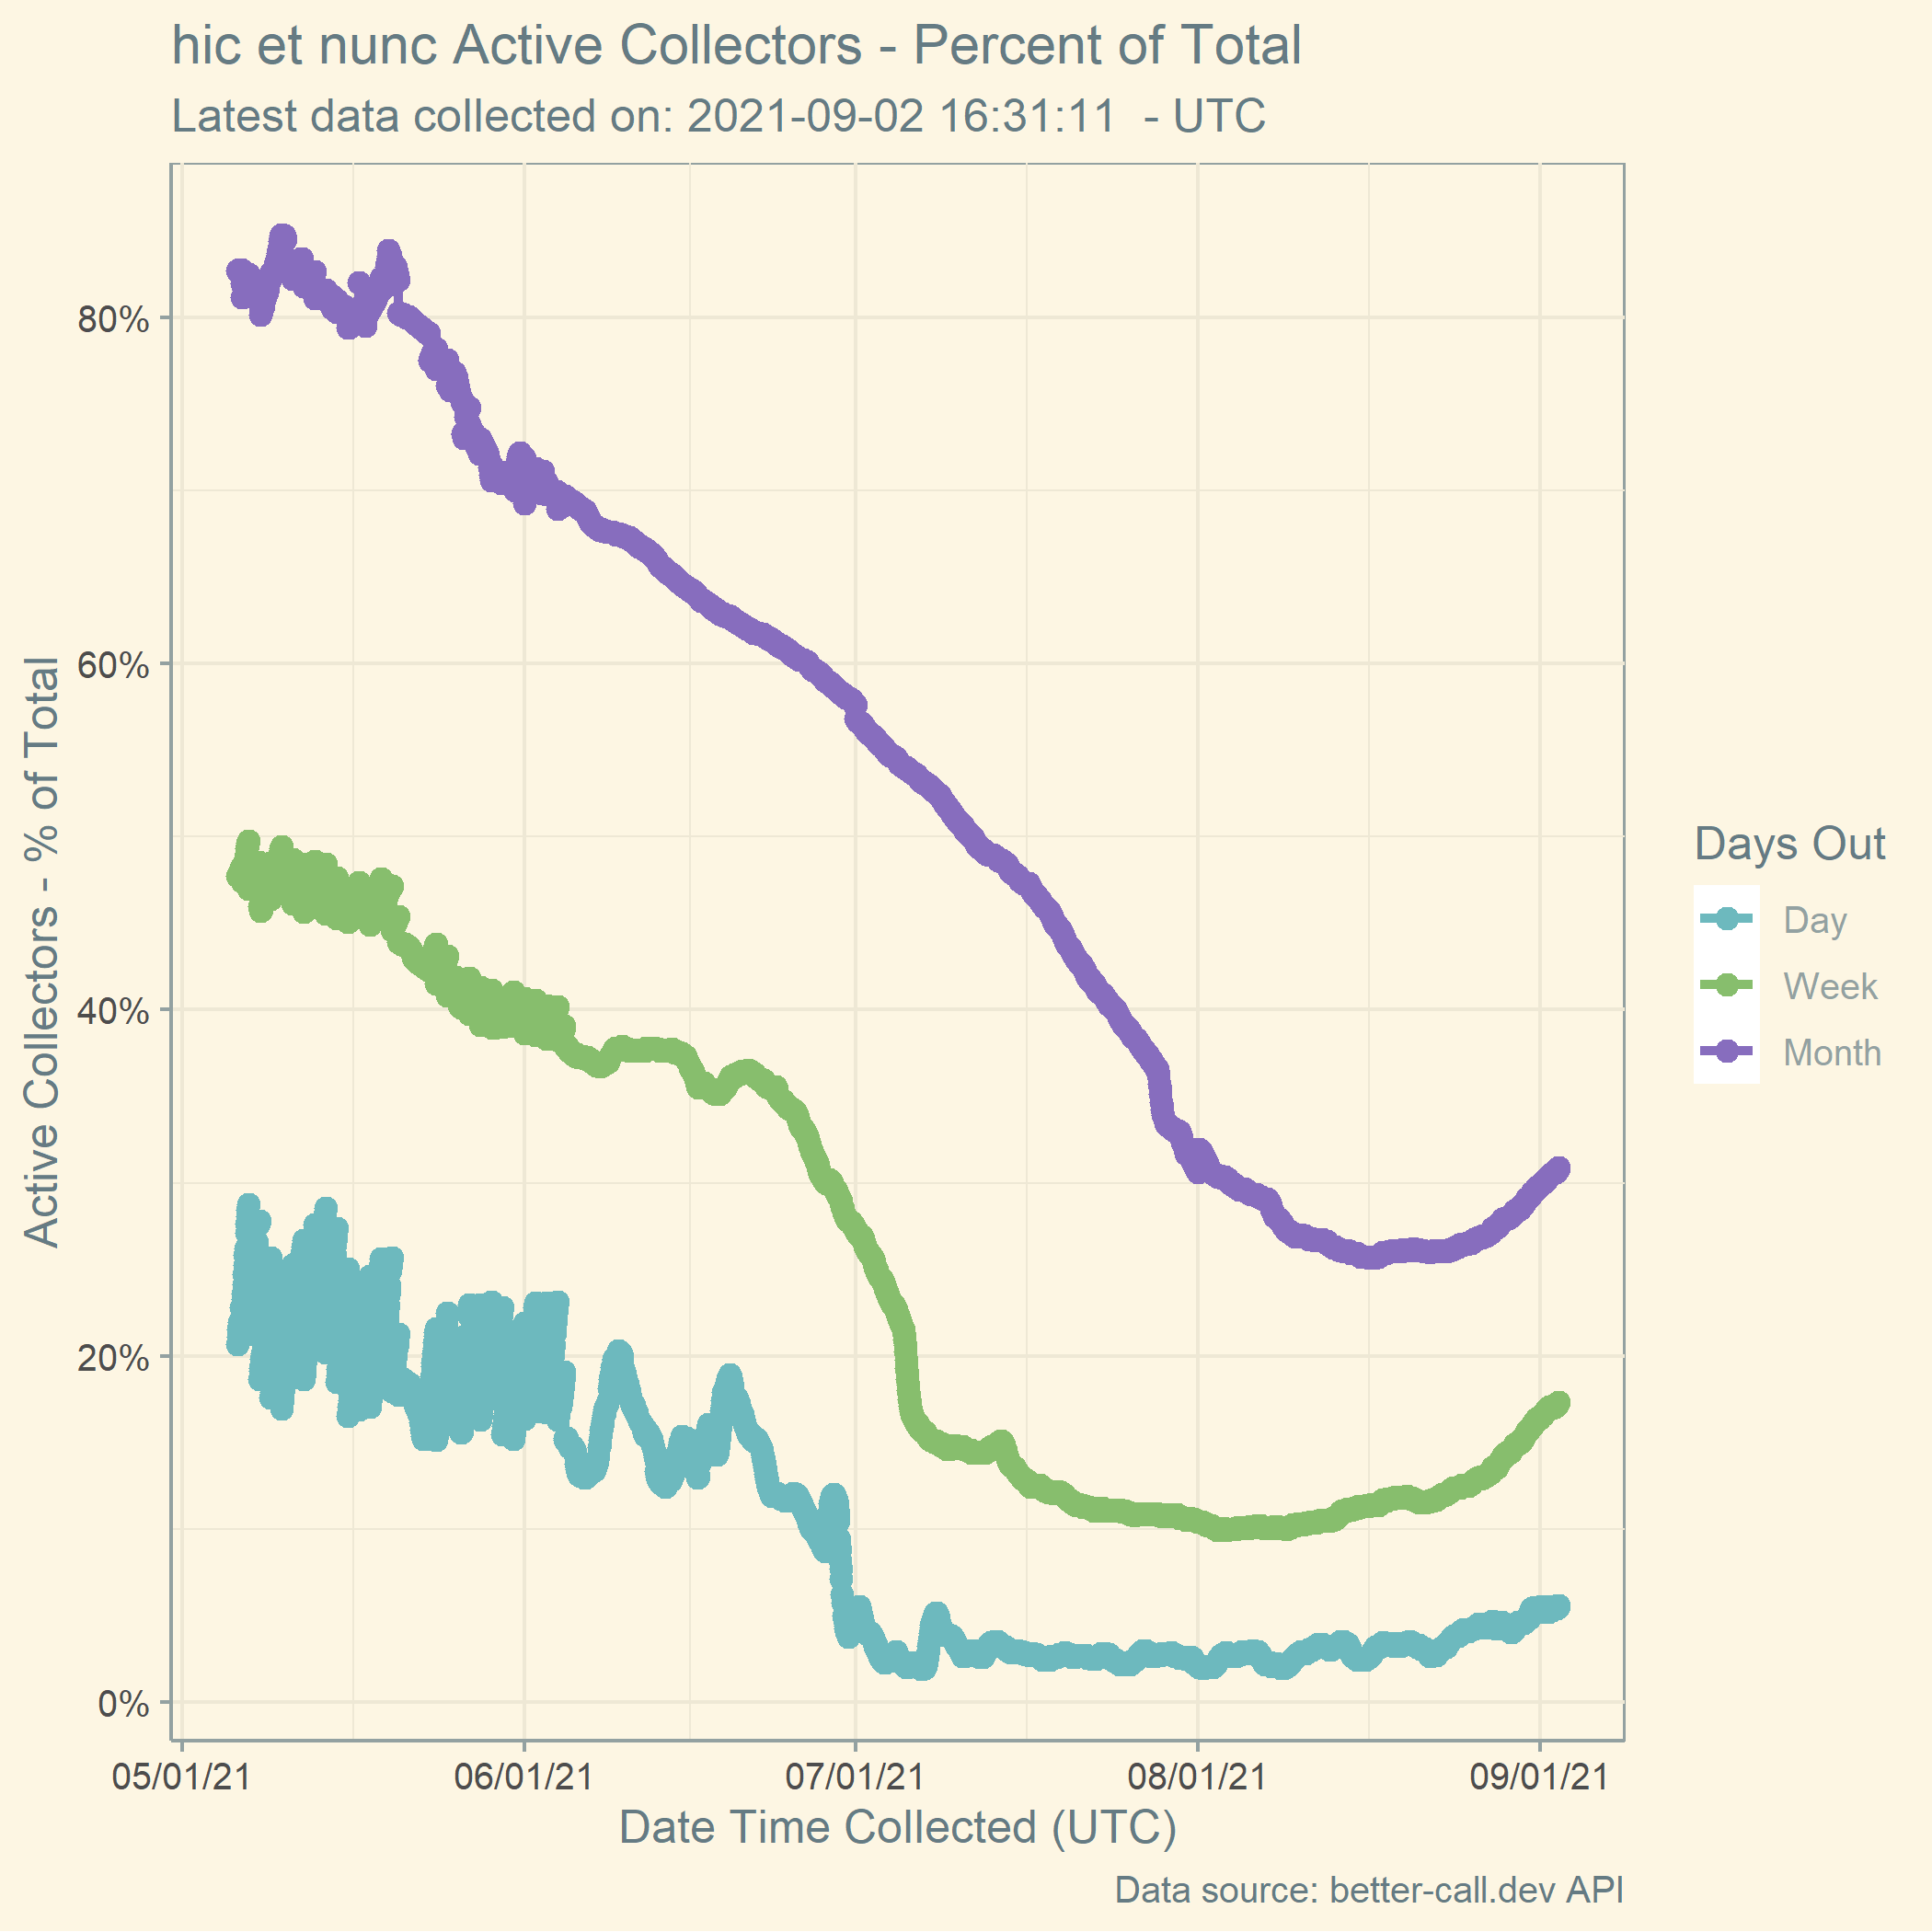 hic et nunc Active Collectors - Percent of Total
Latest data collected on: 2021-09-02 16:31:11  - UTC
Active Collectors - % of Total
80%
60%
40%
20%
0%
05/01/21
06/01/21
07/01/21
08/01/21
09/01/21
Date Time Collected (UTC)
Days Out
Day
Week
Month
Data source: better-call.dev API